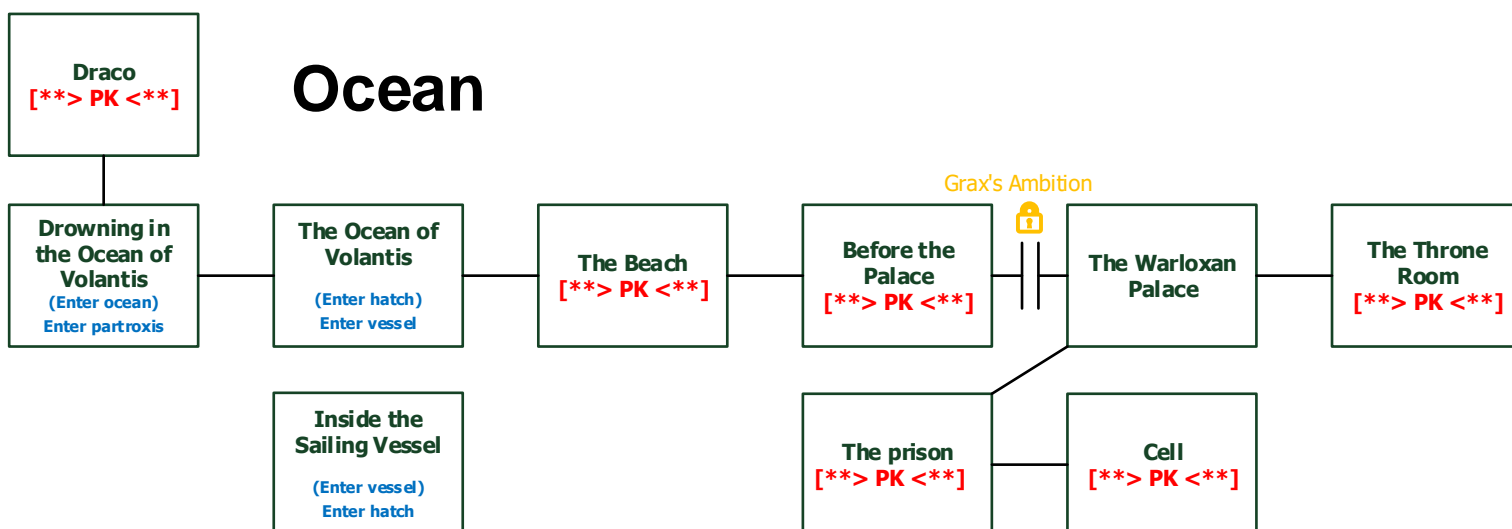 Draco
[**> PK <**]
Ocean
Grax's Ambition
Drowning in
the Ocean of
Volantis
(Enter ocean)
Enter partroxis
The Ocean of
Volantis
(Enter hatch)
Enter vessel
The Beach
[**> PK <**]
Before the
Palace
[**> PK <**]
The Warloxan
Palace
The Throne
Room
[**> PK <**]
Inside the
Sailing Vessel
(Enter vessel)
Enter hatch
The prison
[**> PK <**]
Cell
[**> PK <**]